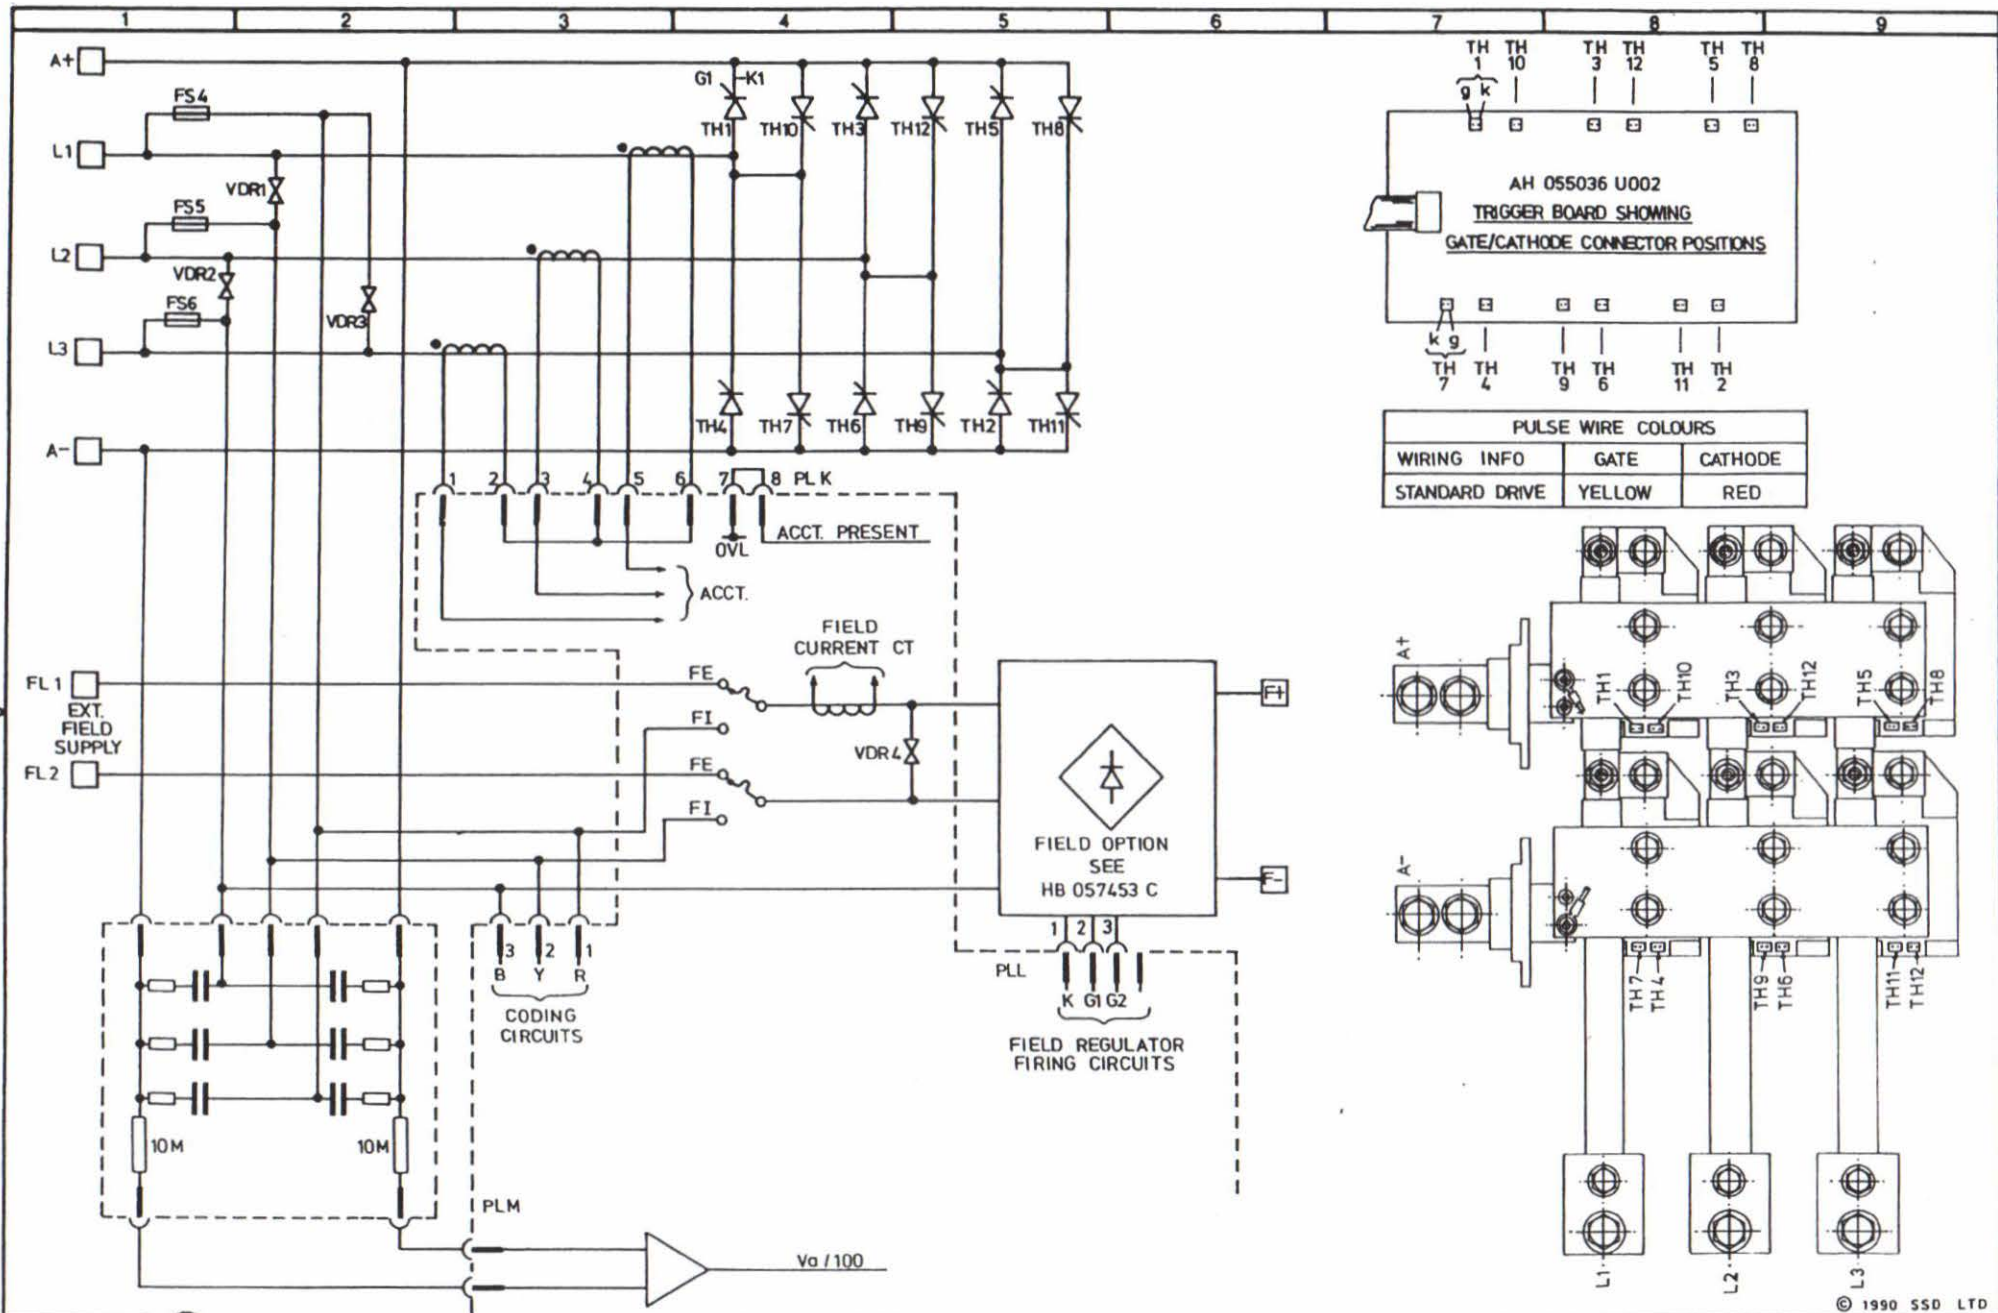 1 2 3 4 5 6 7 8 9
A+
FS4
L1
VDR1
FS5
L2
VDR2
FS6
VDR3
L3
A-
G1 K1
TH1 TH10 TH3 TH12 TH5 TH8
TH4 TH7 TH6 TH9 TH2 TH11
1 2 3 4 5 6 7 8 PLK
0VL
ACCT. PRESENT
ACCT.
FIELD
CURRENT CT
FL1
EXT.
FIELD
SUPPLY
FL2
FE
FI
FE
FI
VDR4
F+
F-
FIELD OPTION
SEE
HB 057453 C
1 2 3
PLL
K G1 G2
FIELD REGULATOR
FIRING CIRCUITS
3 2 1
B Y R
CODING
CIRCUITS
10M
10M
PLM
Va/100
TH TH TH TH TH TH
1 10 3 12 5 8
g k
AH 055036 U002
TRIGGER BOARD SHOWING
GATE/CATHODE CONNECTOR POSITIONS
k g
TH TH TH TH TH TH
7 4 9 6 11 2
PULSE WIRE COLOURS
WIRING INFO GATE CATHODE
STANDARD DRIVE YELLOW RED
A+
TH1 TH10 TH3 TH12 TH5 TH8
A-
TH7 TH4 TH9 TH6 TH11 TH12
L1 L2 L3
© 1990 SSD LTD